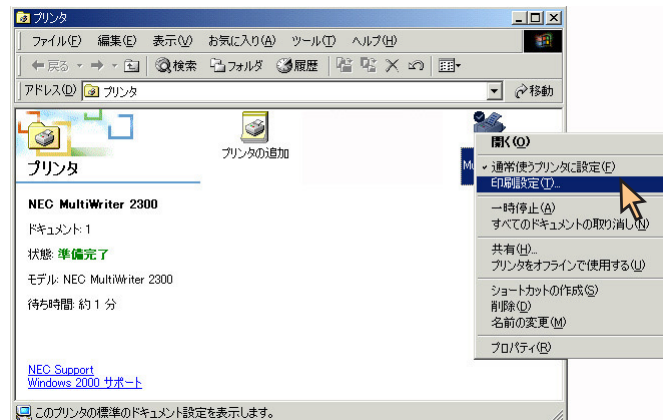 プリンタ
ファイル(F) 編集(E) 表示(V) お気に入り(A) ツール(T) ヘルプ(H)
戻る 検索 フォルダ 履歴
アドレス(D) プリンタ 移動
プリンタ
プリンタの追加
NEC MultiWriter 2300
ドキュメント: 1
状態: 準備完了
モデル: NEC MultiWriter 2300
待ち時間: 約 1 分
NEC Support
Windows 2000 サポート
開く(O)
通常使うプリンタに設定(F)
印刷設定(T)...
一時停止(A)
すべてのドキュメントの取り消し(N)
共有(H)...
プリンタをオフラインで使用する(U)
ショートカットの作成(S)
削除(D)
名前の変更(M)
プロパティ(R)
このプリンタの標準のドキュメント設定を表示します。